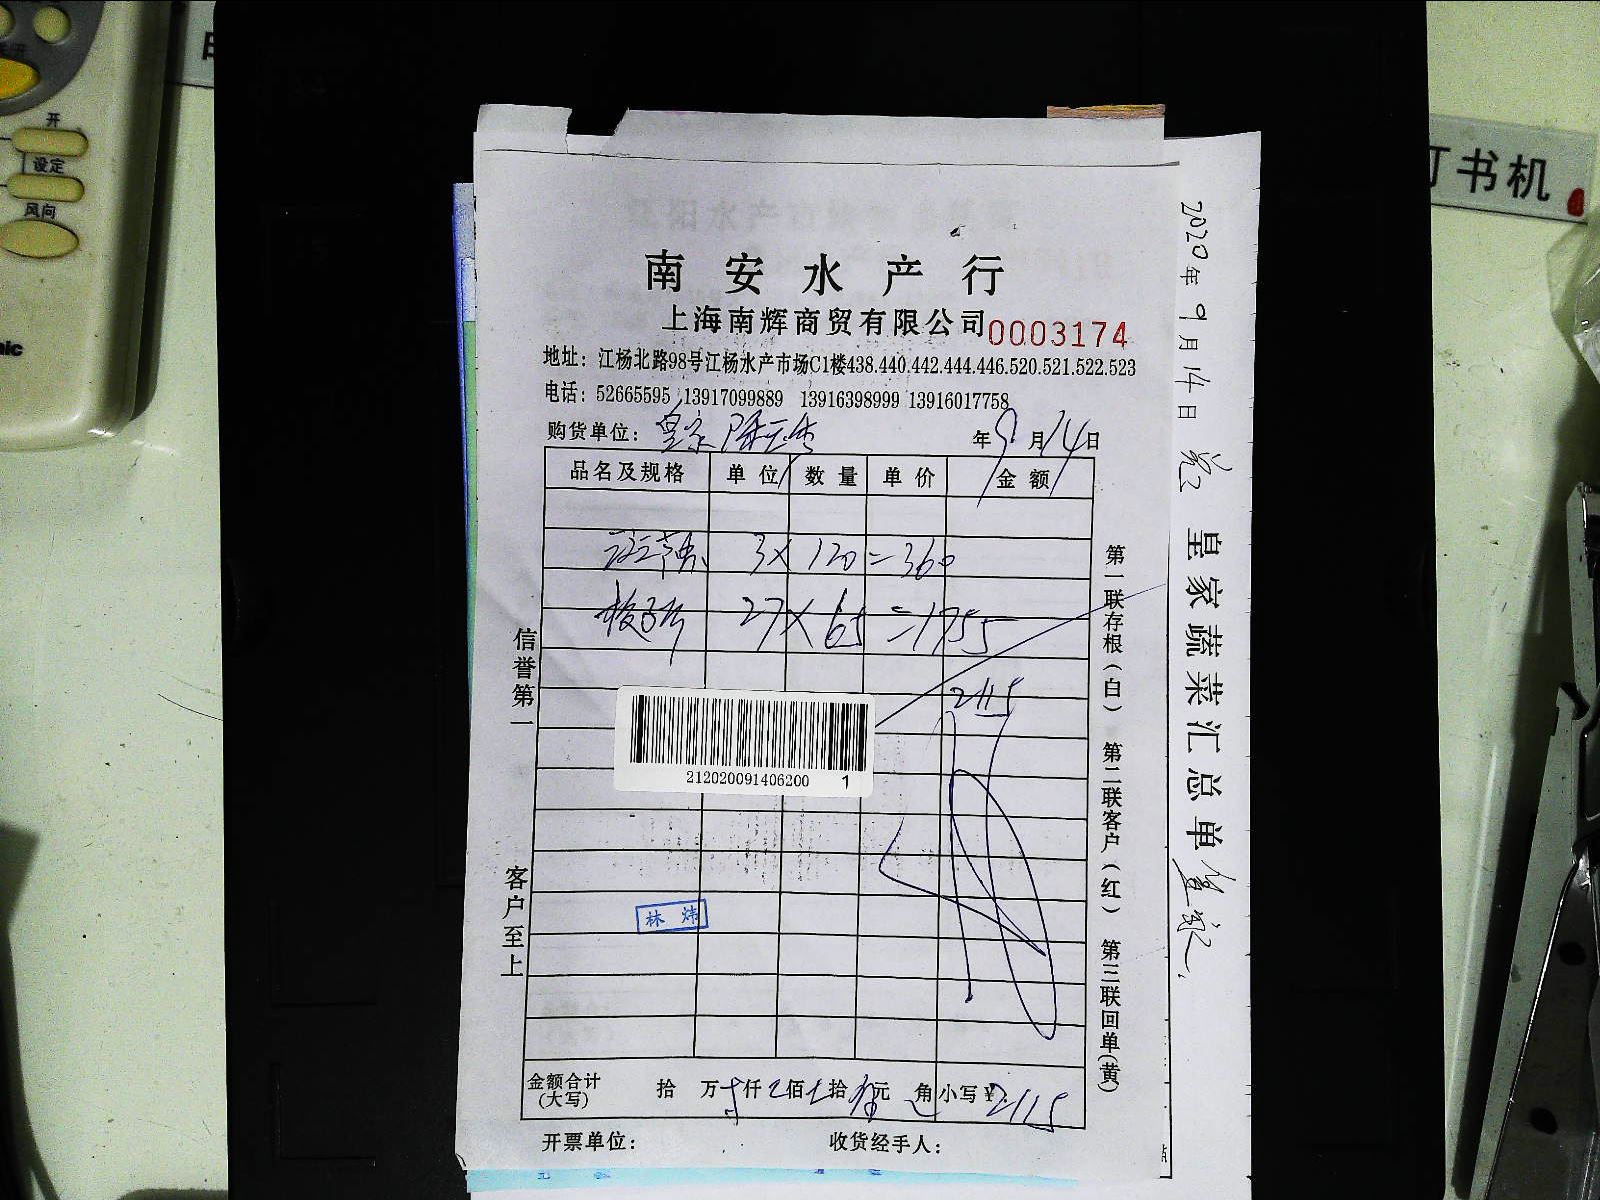 南安水产行
上海南辉商贸有限公司 0003174
地址：江杨北路98号江杨水产市场C1楼438.440.442.444.446.520.521.522.523
电话：52665595 13917099889 13916398999 13916017758
购货单位：皇家 年9月14日
品名及规格 单位 数量 单价 金额
3×120=360
27×65=1755
2115
212020091406200 1
林炜
金额合计(大写) 拾 万 仟 佰 拾 元 角 小写￥2115
开票单位： 收货经手人：
信誉第一 客户至上
第一联存根(白) 第二联客户(红) 第三联回单(黄)
2020年9月14日 皇家蔬菜汇总单
订书机
开
设定
风向